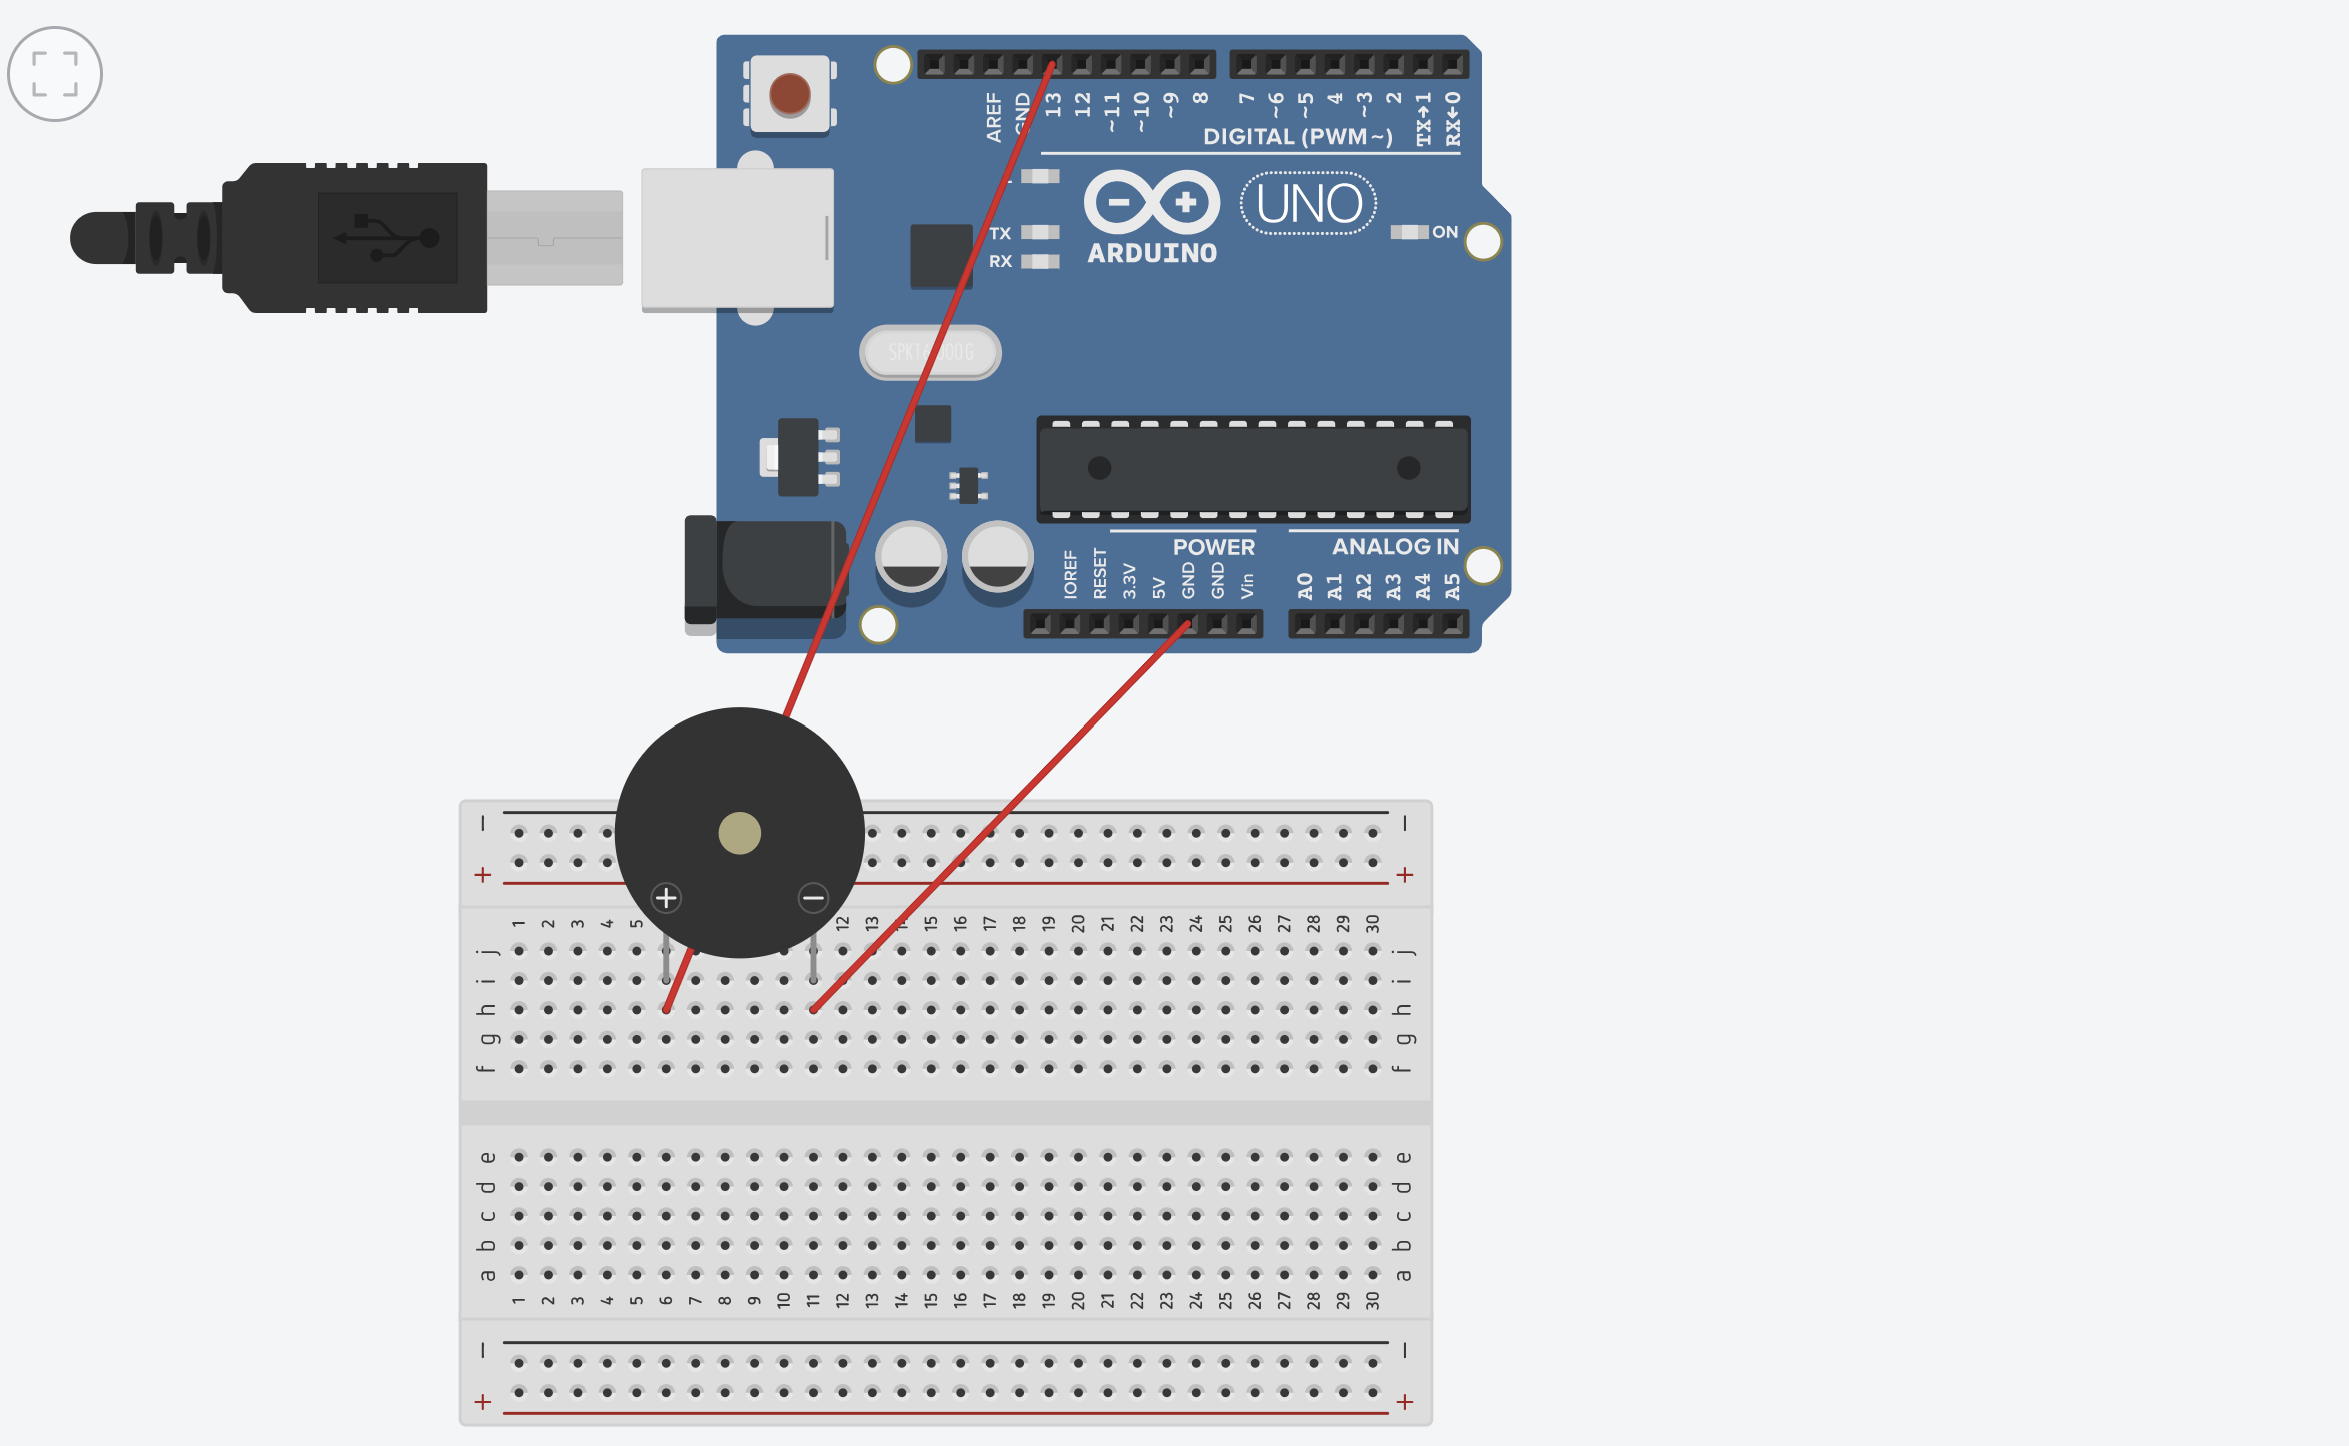 AREF GND 13 12 ~11 ~10 ~9 8 7 ~6 ~5 4 ~3 2 TX→1 RX←0
DIGITAL (PWM~)
UNO
TX
RX
ARDUINO
ON
POWER
ANALOG IN
IOREF RESET 3.3V 5V GND GND Vin A0 A1 A2 A3 A4 A5
− −
+ +
+ −
1 2 3 4 5 12 13 15 16 17 18 19 20 21 22 23 24 25 26 27 28 29 30
j j
i i
h h
g g
f f
e e
d d
c c
b b
a a
1 2 3 4 5 6 7 8 9 10 11 12 13 14 15 16 17 18 19 20 21 22 23 24 25 26 27 28 29 30
− −
+ +